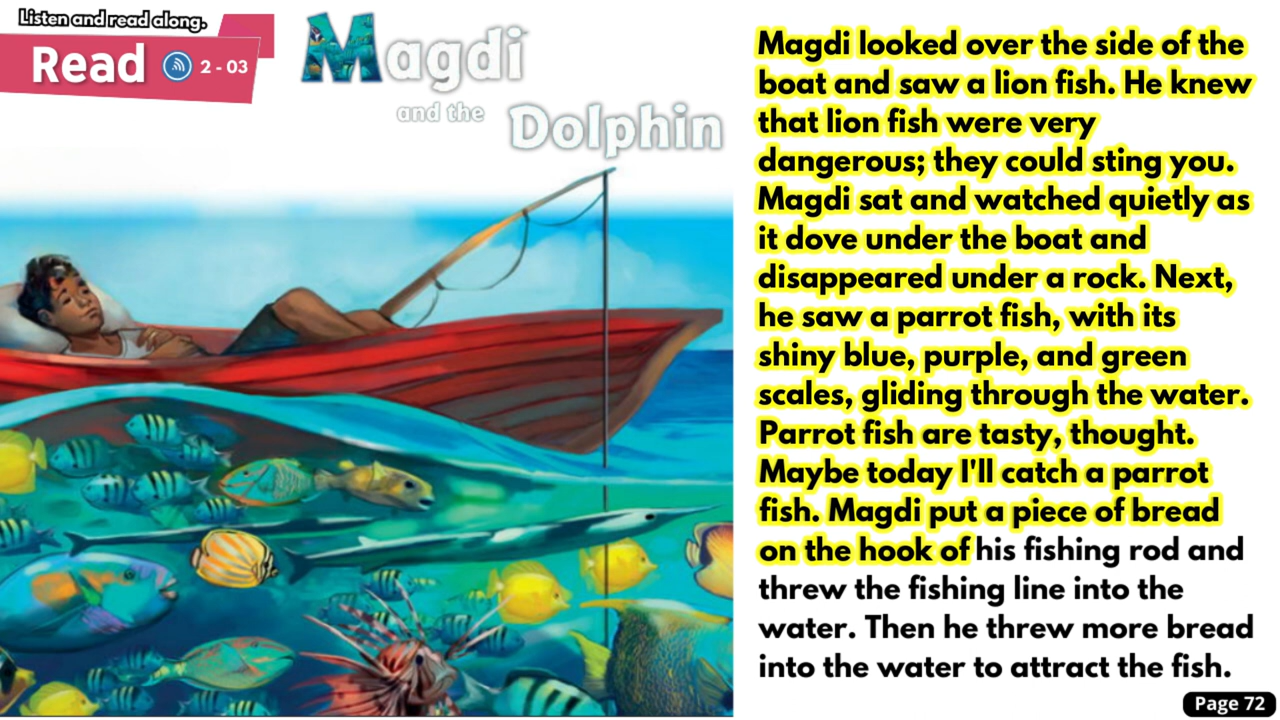 Listen and read along.
Read 2 - 03
Magdi
and the
Dolphin
Magdi looked over the side of the
boat and saw a lion fish. He knew
that lion fish were very
dangerous; they could sting you.
Magdi sat and watched quietly as
it dove under the boat and
disappeared under a rock. Next,
he saw a parrot fish, with its
shiny blue, purple, and green
scales, gliding through the water.
Parrot fish are tasty, thought.
Maybe today I'll catch a parrot
fish. Magdi put a piece of bread
on the hook of his fishing rod and
threw the fishing line into the
water. Then he threw more bread
into the water to attract the fish.
Page 72